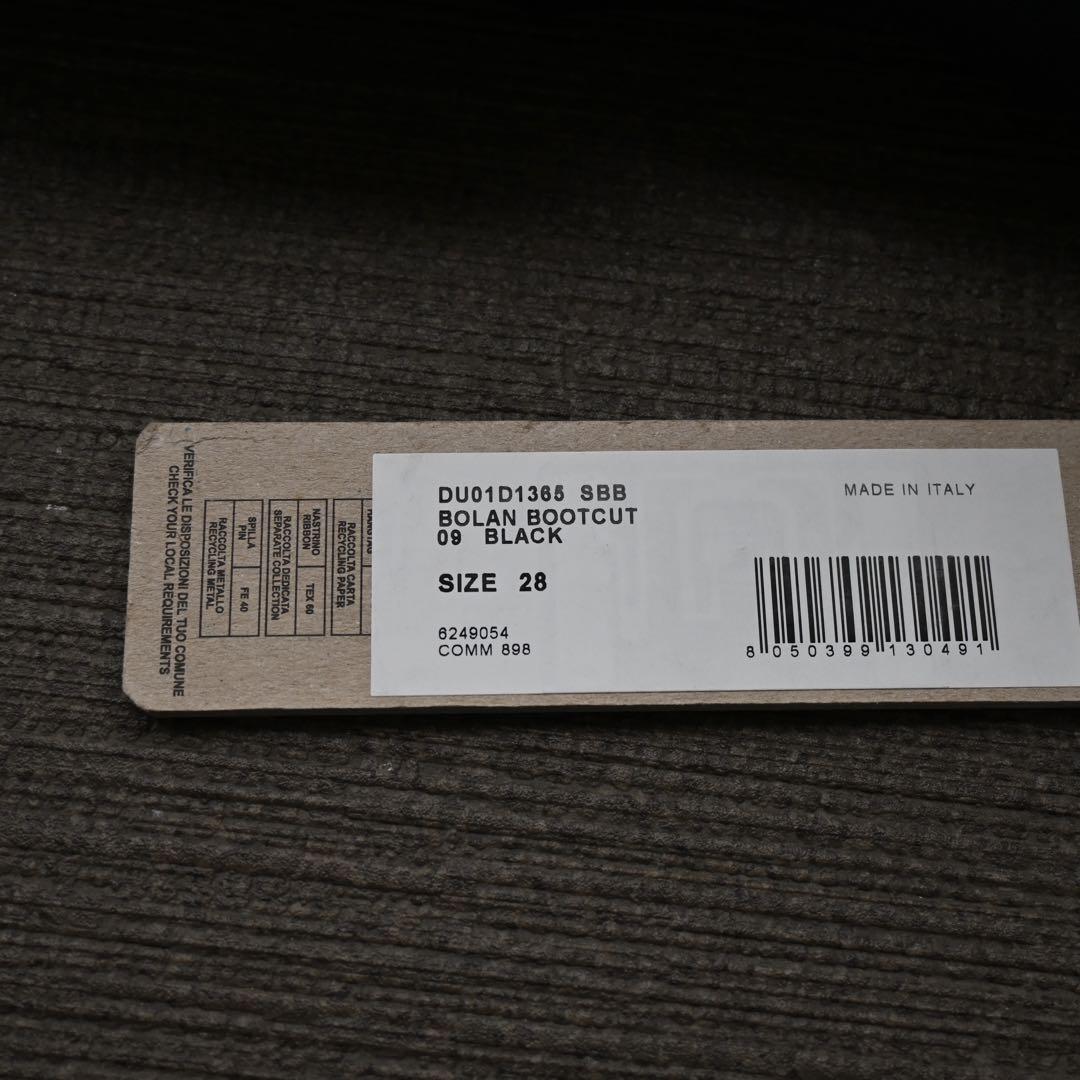 DU01D1365 SBB
BOLAN BOOTCUT
09 BLACK
SIZE 28
6249054
COMM 898
MADE IN ITALY
8 050399 130491
VERIFICA LE DISPOSIZIONI DEL TUO COMUNE
CHECK YOUR LOCAL REQUIREMENTS
RACCOLTA METALLO
RECYCLING METAL
SPILLA
PIN
FE 40
RACCOLTA DEDICATA
SEPARATE COLLECTION
NASTRINO
RIBBON
TEX 60
RACCOLTA CARTA
RECYCLING PAPER